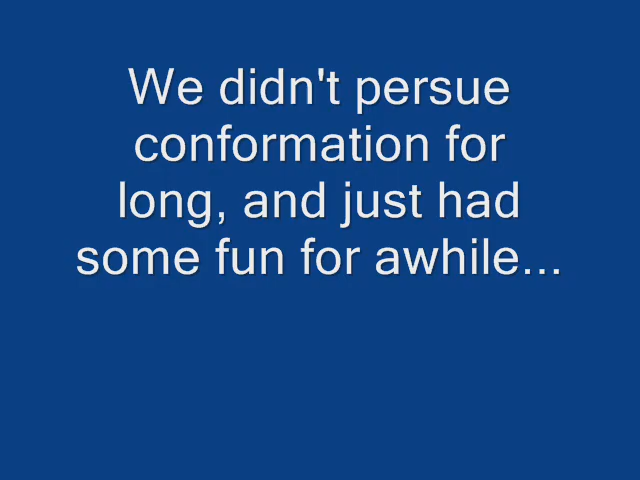 We didn't persue
conformation for
long, and just had
some fun for awhile...